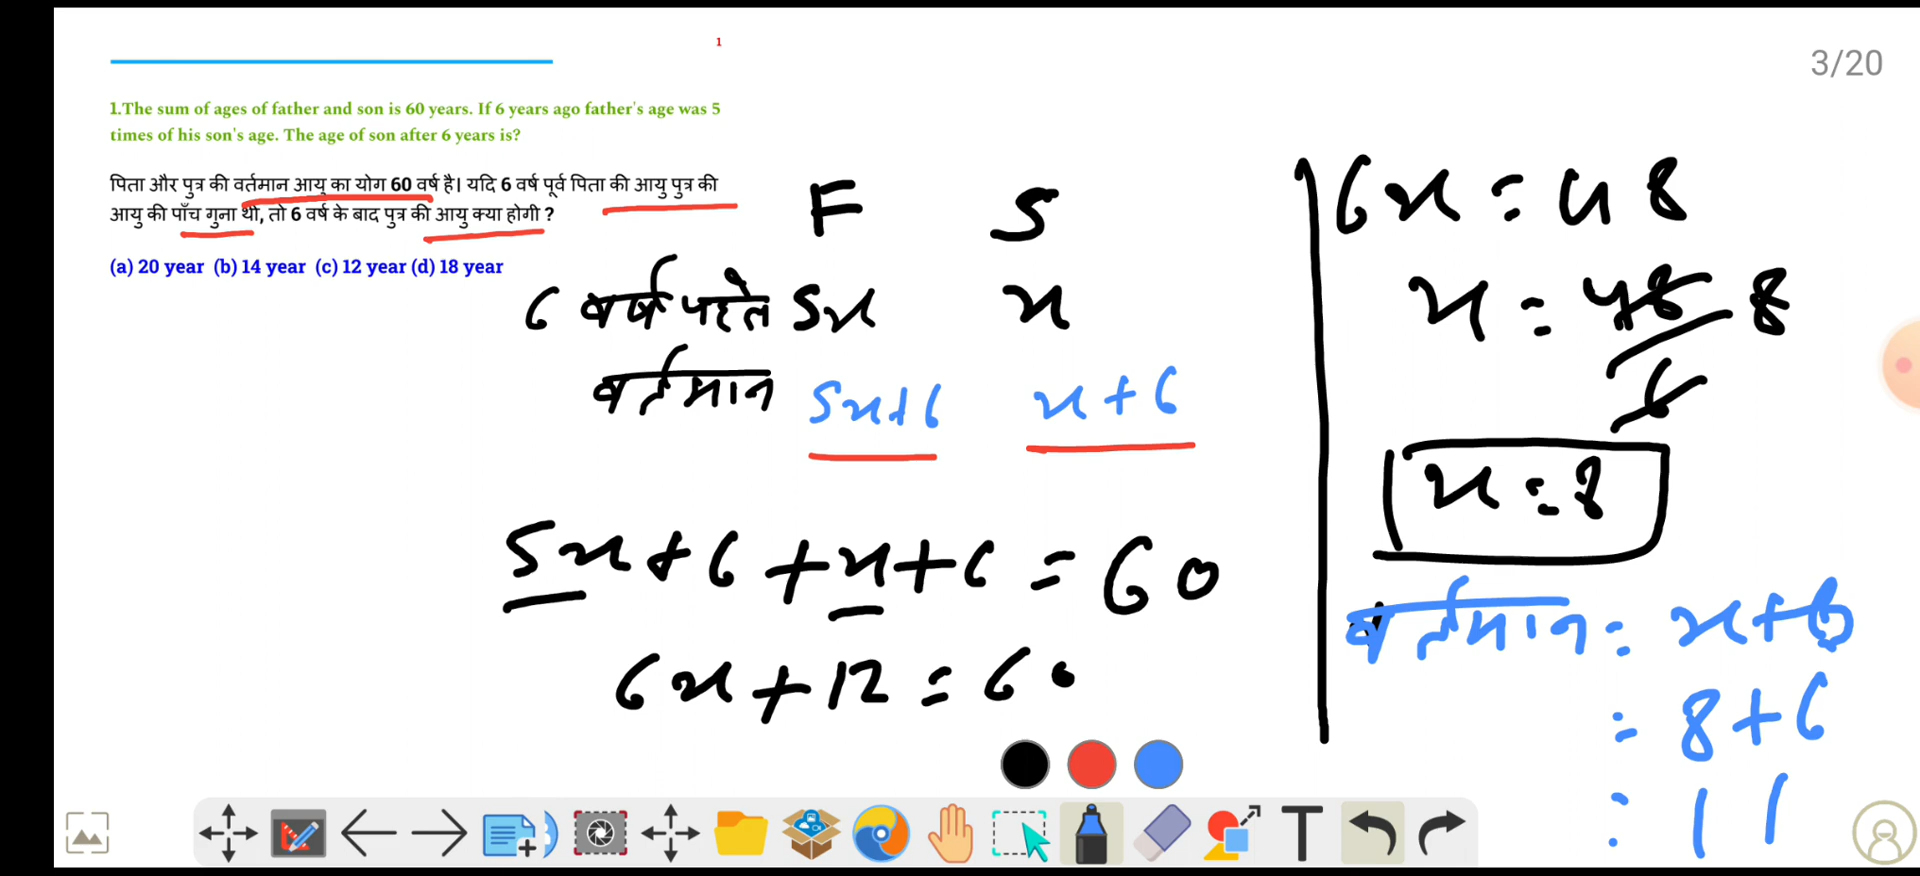 1
3/20
1.The sum of ages of father and son is 60 years. If 6 years ago father's age was 5
times of his son's age. The age of son after 6 years is?
पिता और पुत्र की वर्तमान आयु का योग 60 वर्ष है। यदि 6 वर्ष पूर्व पिता की आयु पुत्र की
आयु की पाँच गुना थी, तो 6 वर्ष के बाद पुत्र की आयु क्या होगी ?
(a) 20 year (b) 14 year (c) 12 year (d) 18 year
F S
6 वर्ष पहले 5x x
वर्तमान 5x+6 x+6
5x+6+x+6=60
6x+12=60
6x=48
x=48/6 8
x=8
वर्तमान = x+6
= 8+6
T